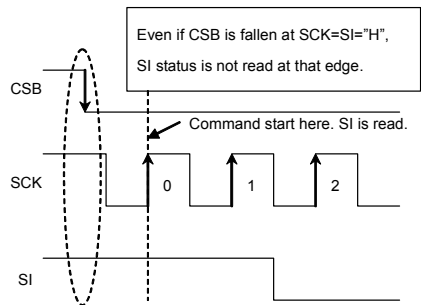 Even if CSB is fallen at SCK=SI="H",
SI status is not read at that edge.
CSB
Command start here. SI is read.
SCK
0
1
2
SI